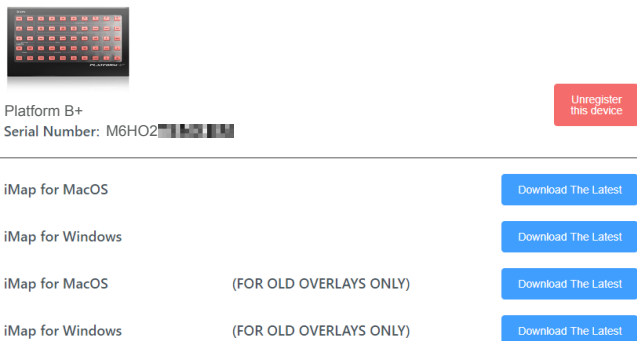 PLATFORM
Platform B+
Serial Number: M6HO2
Unregister
this device
iMap for MacOS
Download The Latest
iMap for Windows
Download The Latest
iMap for MacOS (FOR OLD OVERLAYS ONLY)
Download The Latest
iMap for Windows (FOR OLD OVERLAYS ONLY)
Download The Latest